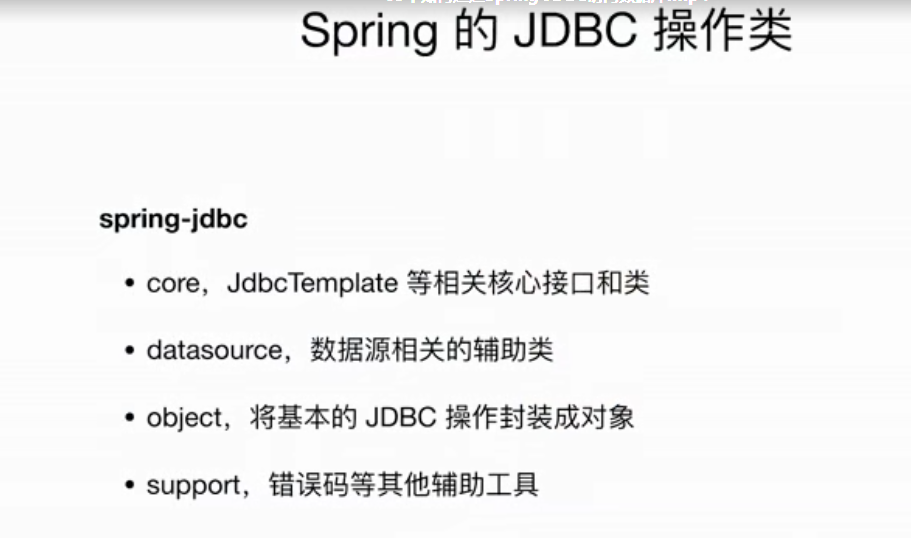 Spring 的 JDBC 操作类
spring-jdbc
• core，JdbcTemplate 等相关核心接口和类
• datasource，数据源相关的辅助类
• object，将基本的 JDBC 操作封装成对象
• support，错误码等其他辅助工具